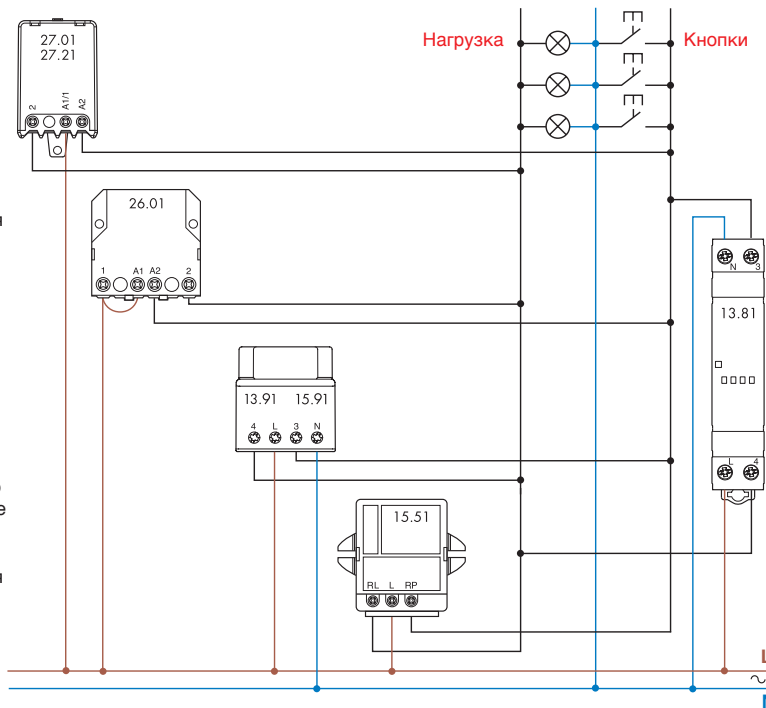 27.01
27.21
2 A1/1 A2
Нагрузка
Кнопки
26.01
1 A1 A2 2
N 3
13.81
L 4
13.91 15.91
4 L 3 N
15.51
RL L RP
я
е
я
L
~